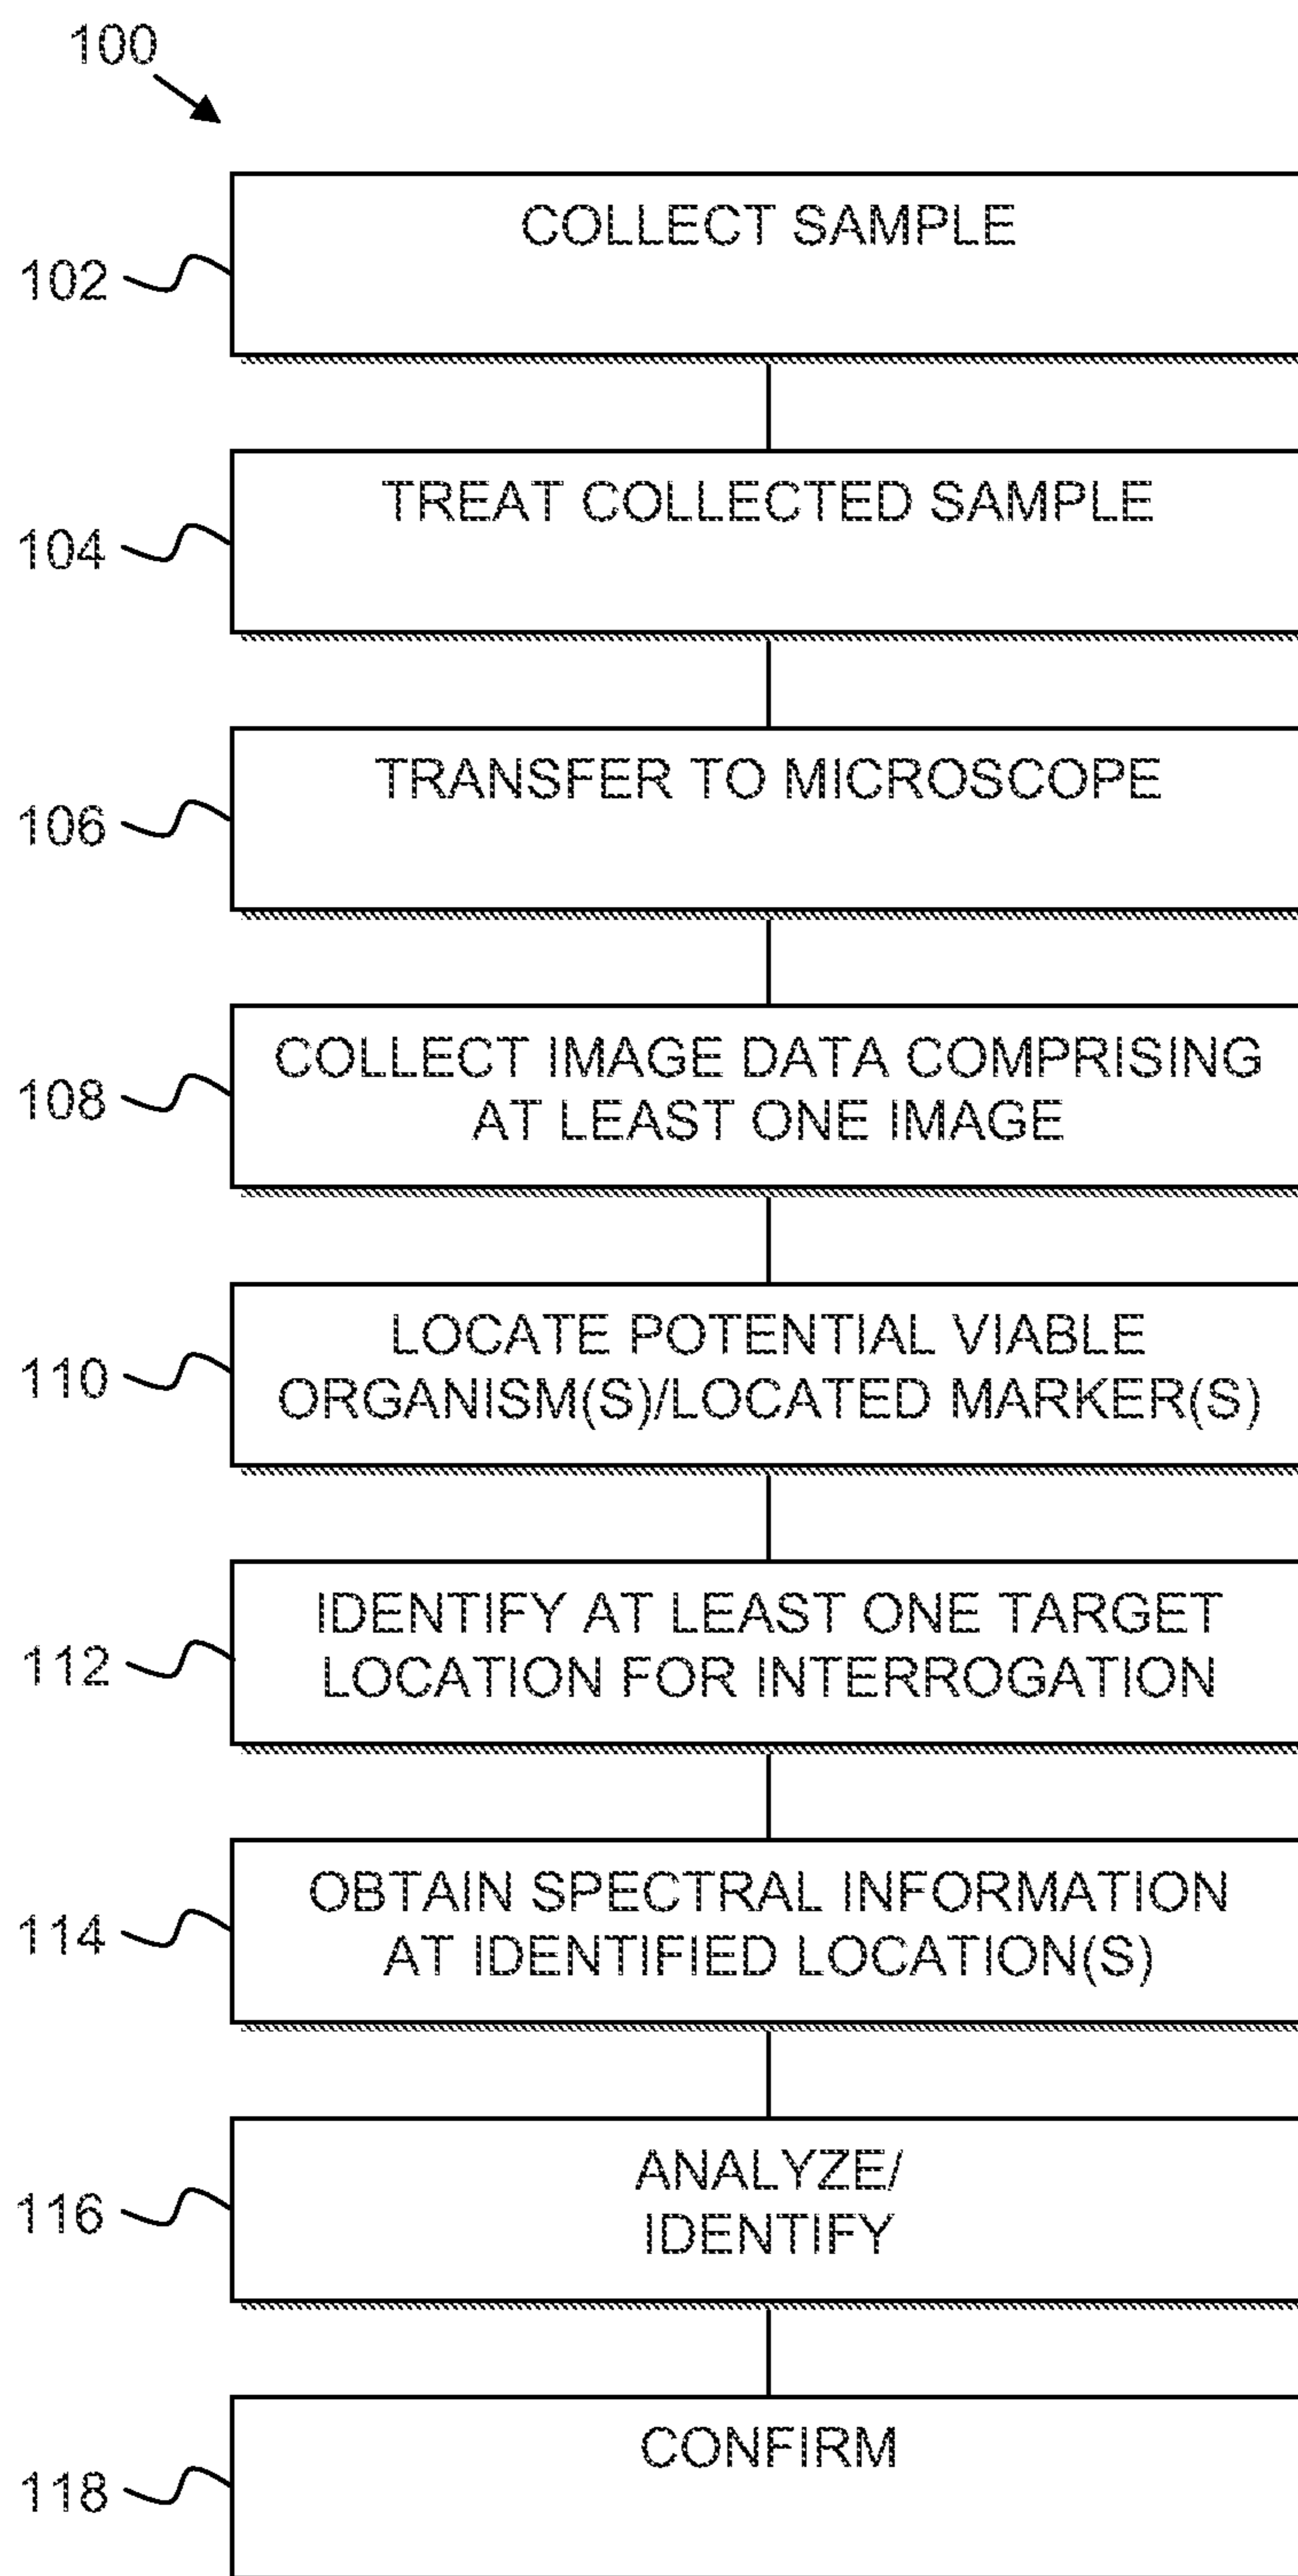 100
COLLECT SAMPLE
102
TREAT COLLECTED SAMPLE
104
TRANSFER TO MICROSCOPE
106
COLLECT IMAGE DATA COMPRISING
AT LEAST ONE IMAGE
108
LOCATE POTENTIAL VIABLE
ORGANISM(S)/LOCATED MARKER(S)
110
IDENTIFY AT LEAST ONE TARGET
LOCATION FOR INTERROGATION
112
OBTAIN SPECTRAL INFORMATION
AT IDENTIFIED LOCATION(S)
114
ANALYZE/
IDENTIFY
116
CONFIRM
118